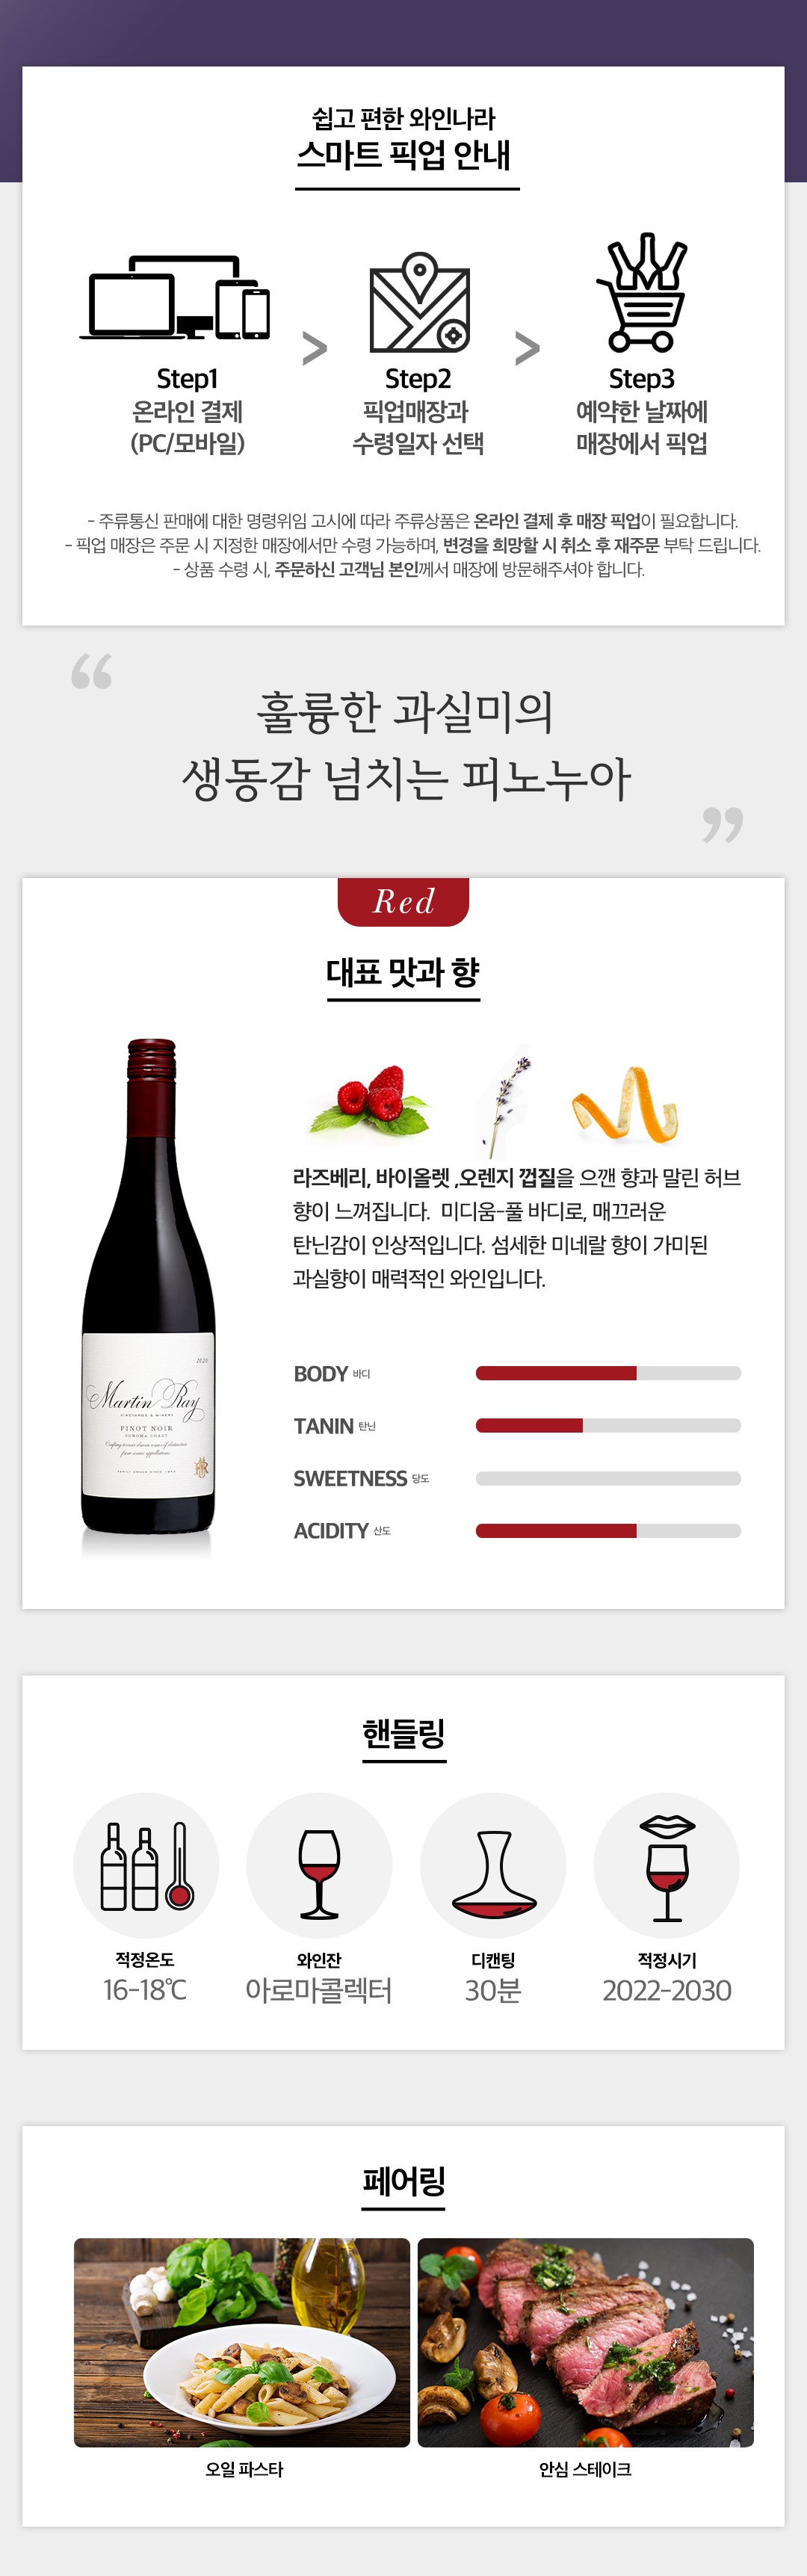 쉽고 편한 와인나라
스마트 픽업 안내
Step1
온라인 결제
(PC/모바일)
>
Step2
픽업매장과
수령일자 선택
>
Step3
예약한 날짜에
매장에서 픽업
- 주류통신 판매에 대한 명령위임 고시에 따라 주류상품은 온라인 결제 후 매장 픽업이 필요합니다.
- 픽업 매장은 주문 시 지정한 매장에서만 수령 가능하며, 변경을 희망할 시 취소 후 재주문 부탁 드립니다.
- 상품 수령 시, 주문하신 고객님 본인께서 매장에 방문해주셔야 합니다.
“
훌륭한 과실미의
생동감 넘치는 피노누아
”
Red
대표 맛과 향
라즈베리, 바이올렛 ,오렌지 껍질을 으깬 향과 말린 허브
향이 느껴집니다. 미디움-풀 바디로, 매끄러운
탄닌감이 인상적입니다. 섬세한 미네랄 향이 가미된
과실향이 매력적인 와인입니다.
2020
Martin Ray
VINEYARDS & WINERY
PINOT NOIR
SONOMA COAST
BODY 바디
TANIN 탄닌
SWEETNESS 당도
ACIDITY 산도
핸들링
적정온도
16-18℃
와인잔
아로마콜렉터
디캔팅
30분
적정시기
2022-2030
페어링
오일 파스타
안심 스테이크